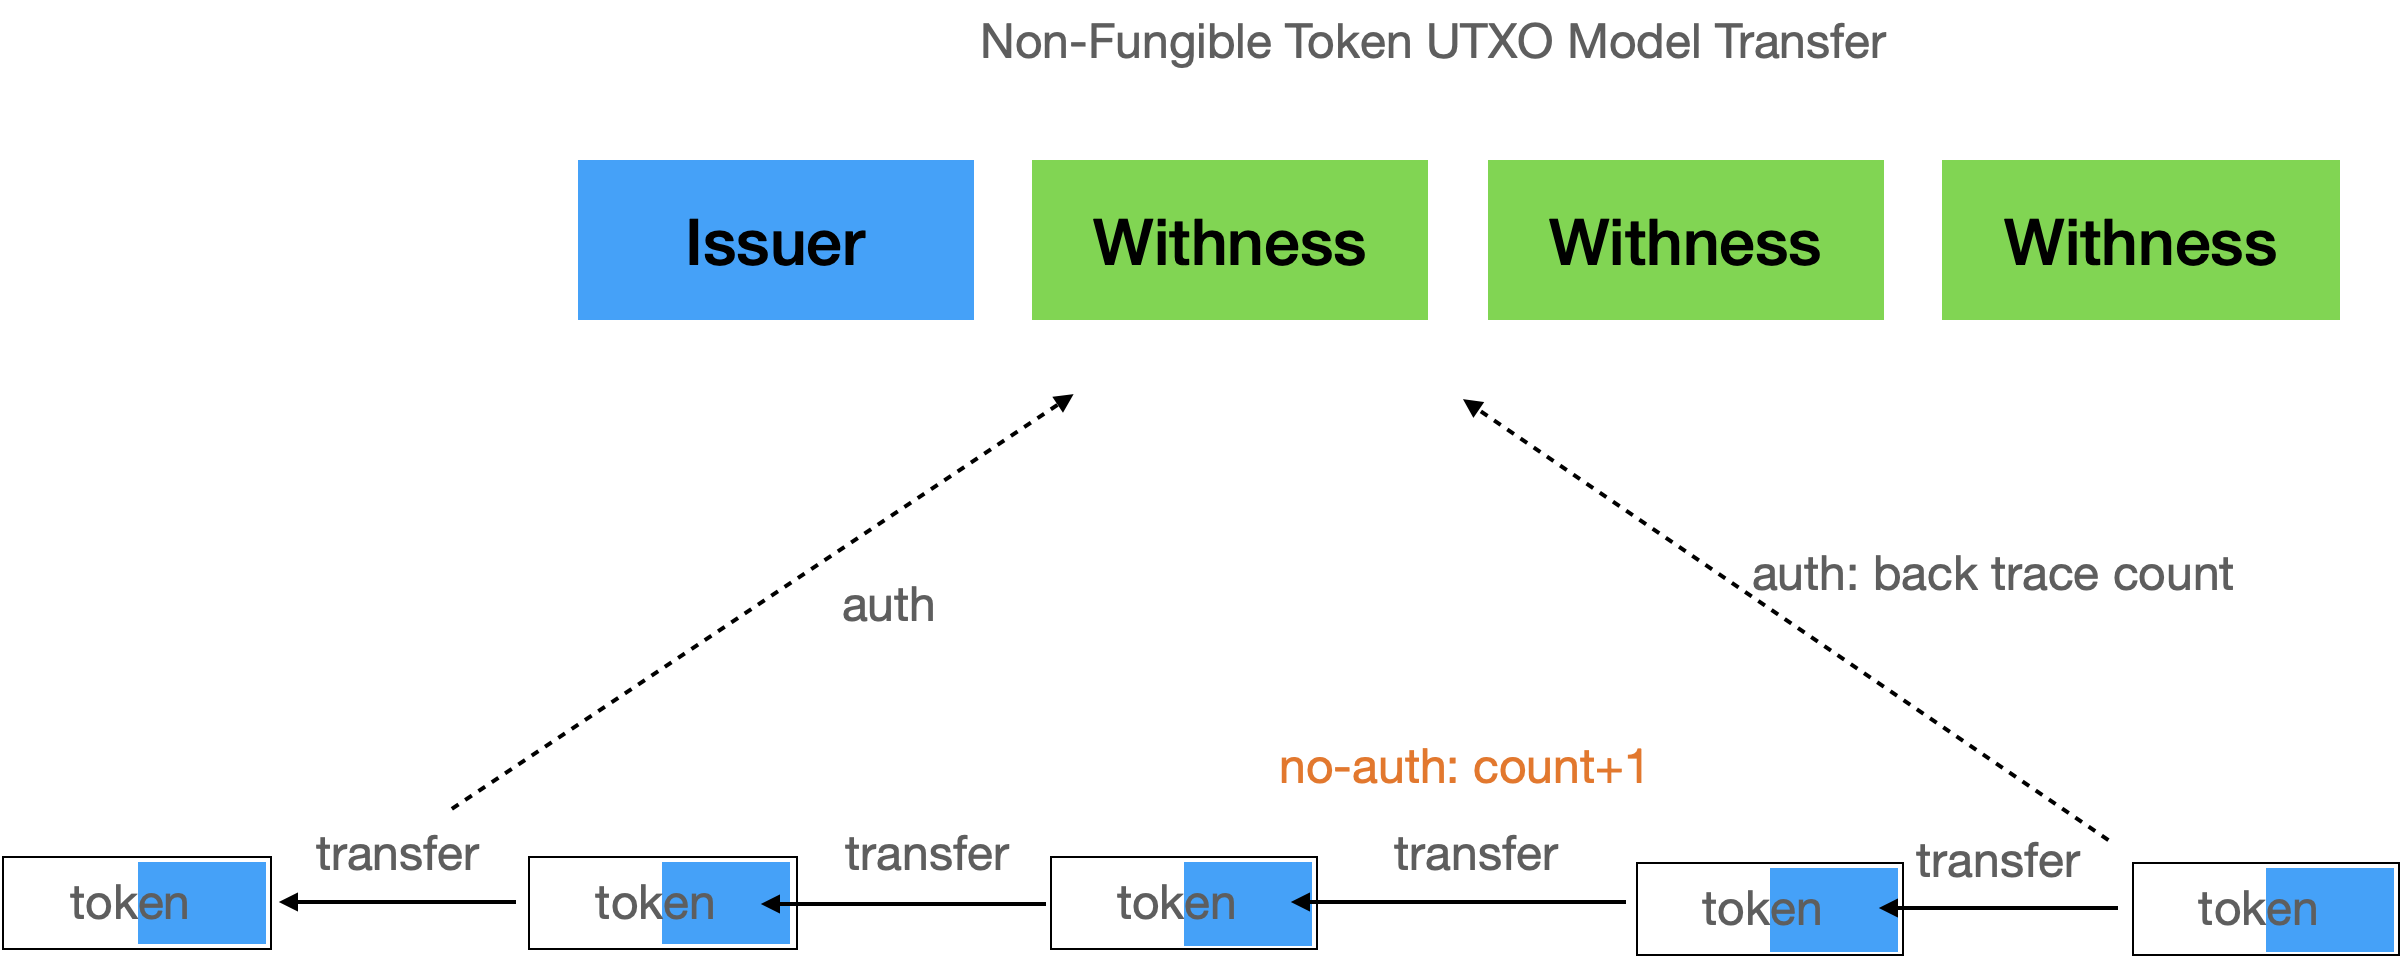 Non-Fungible Token UTXO Model Transfer
Issuer
Withness
Withness
Withness
auth
auth: back trace count
no-auth: count+1
transfer
transfer
transfer
transfer
token
token
token
token
token